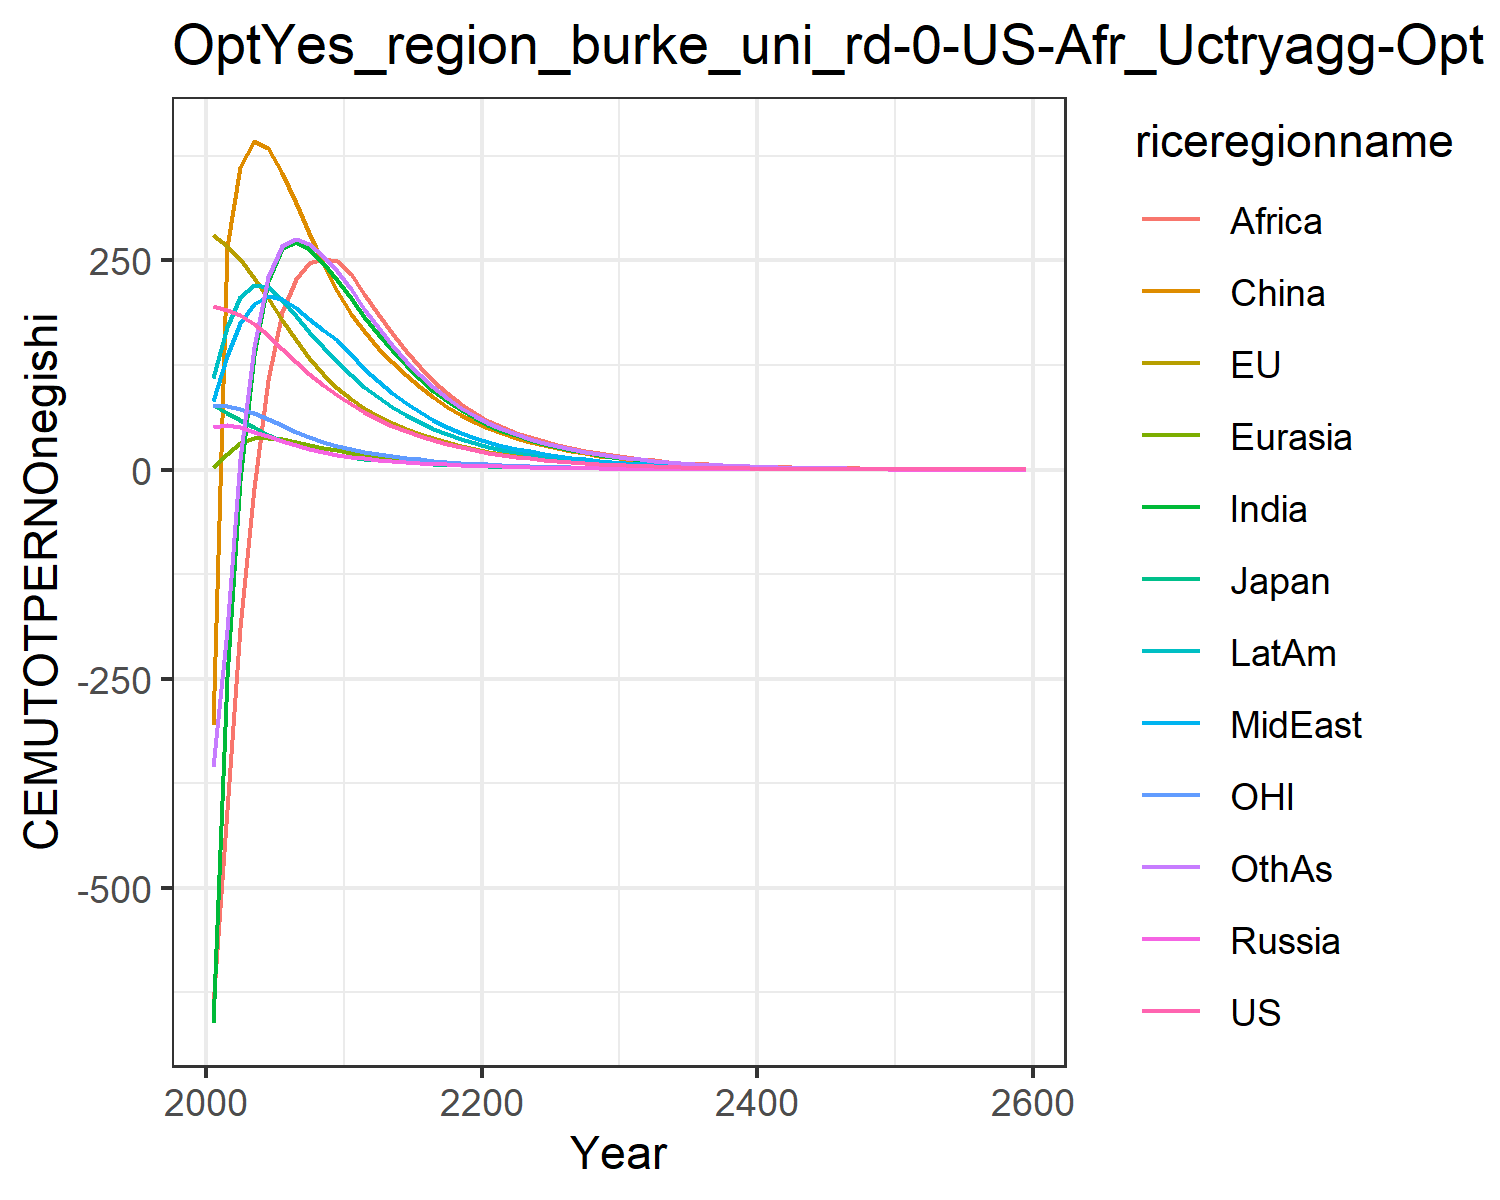 OptYes_region_burke_uni_rd-0-US-Afr_Uctryagg-Opt
CEMUTOTPERNOnegishi
250
0
-250
-500
2000
2200
2400
2600
Year
riceregionname
Africa
China
EU
Eurasia
India
Japan
LatAm
MidEast
OHI
OthAs
Russia
US